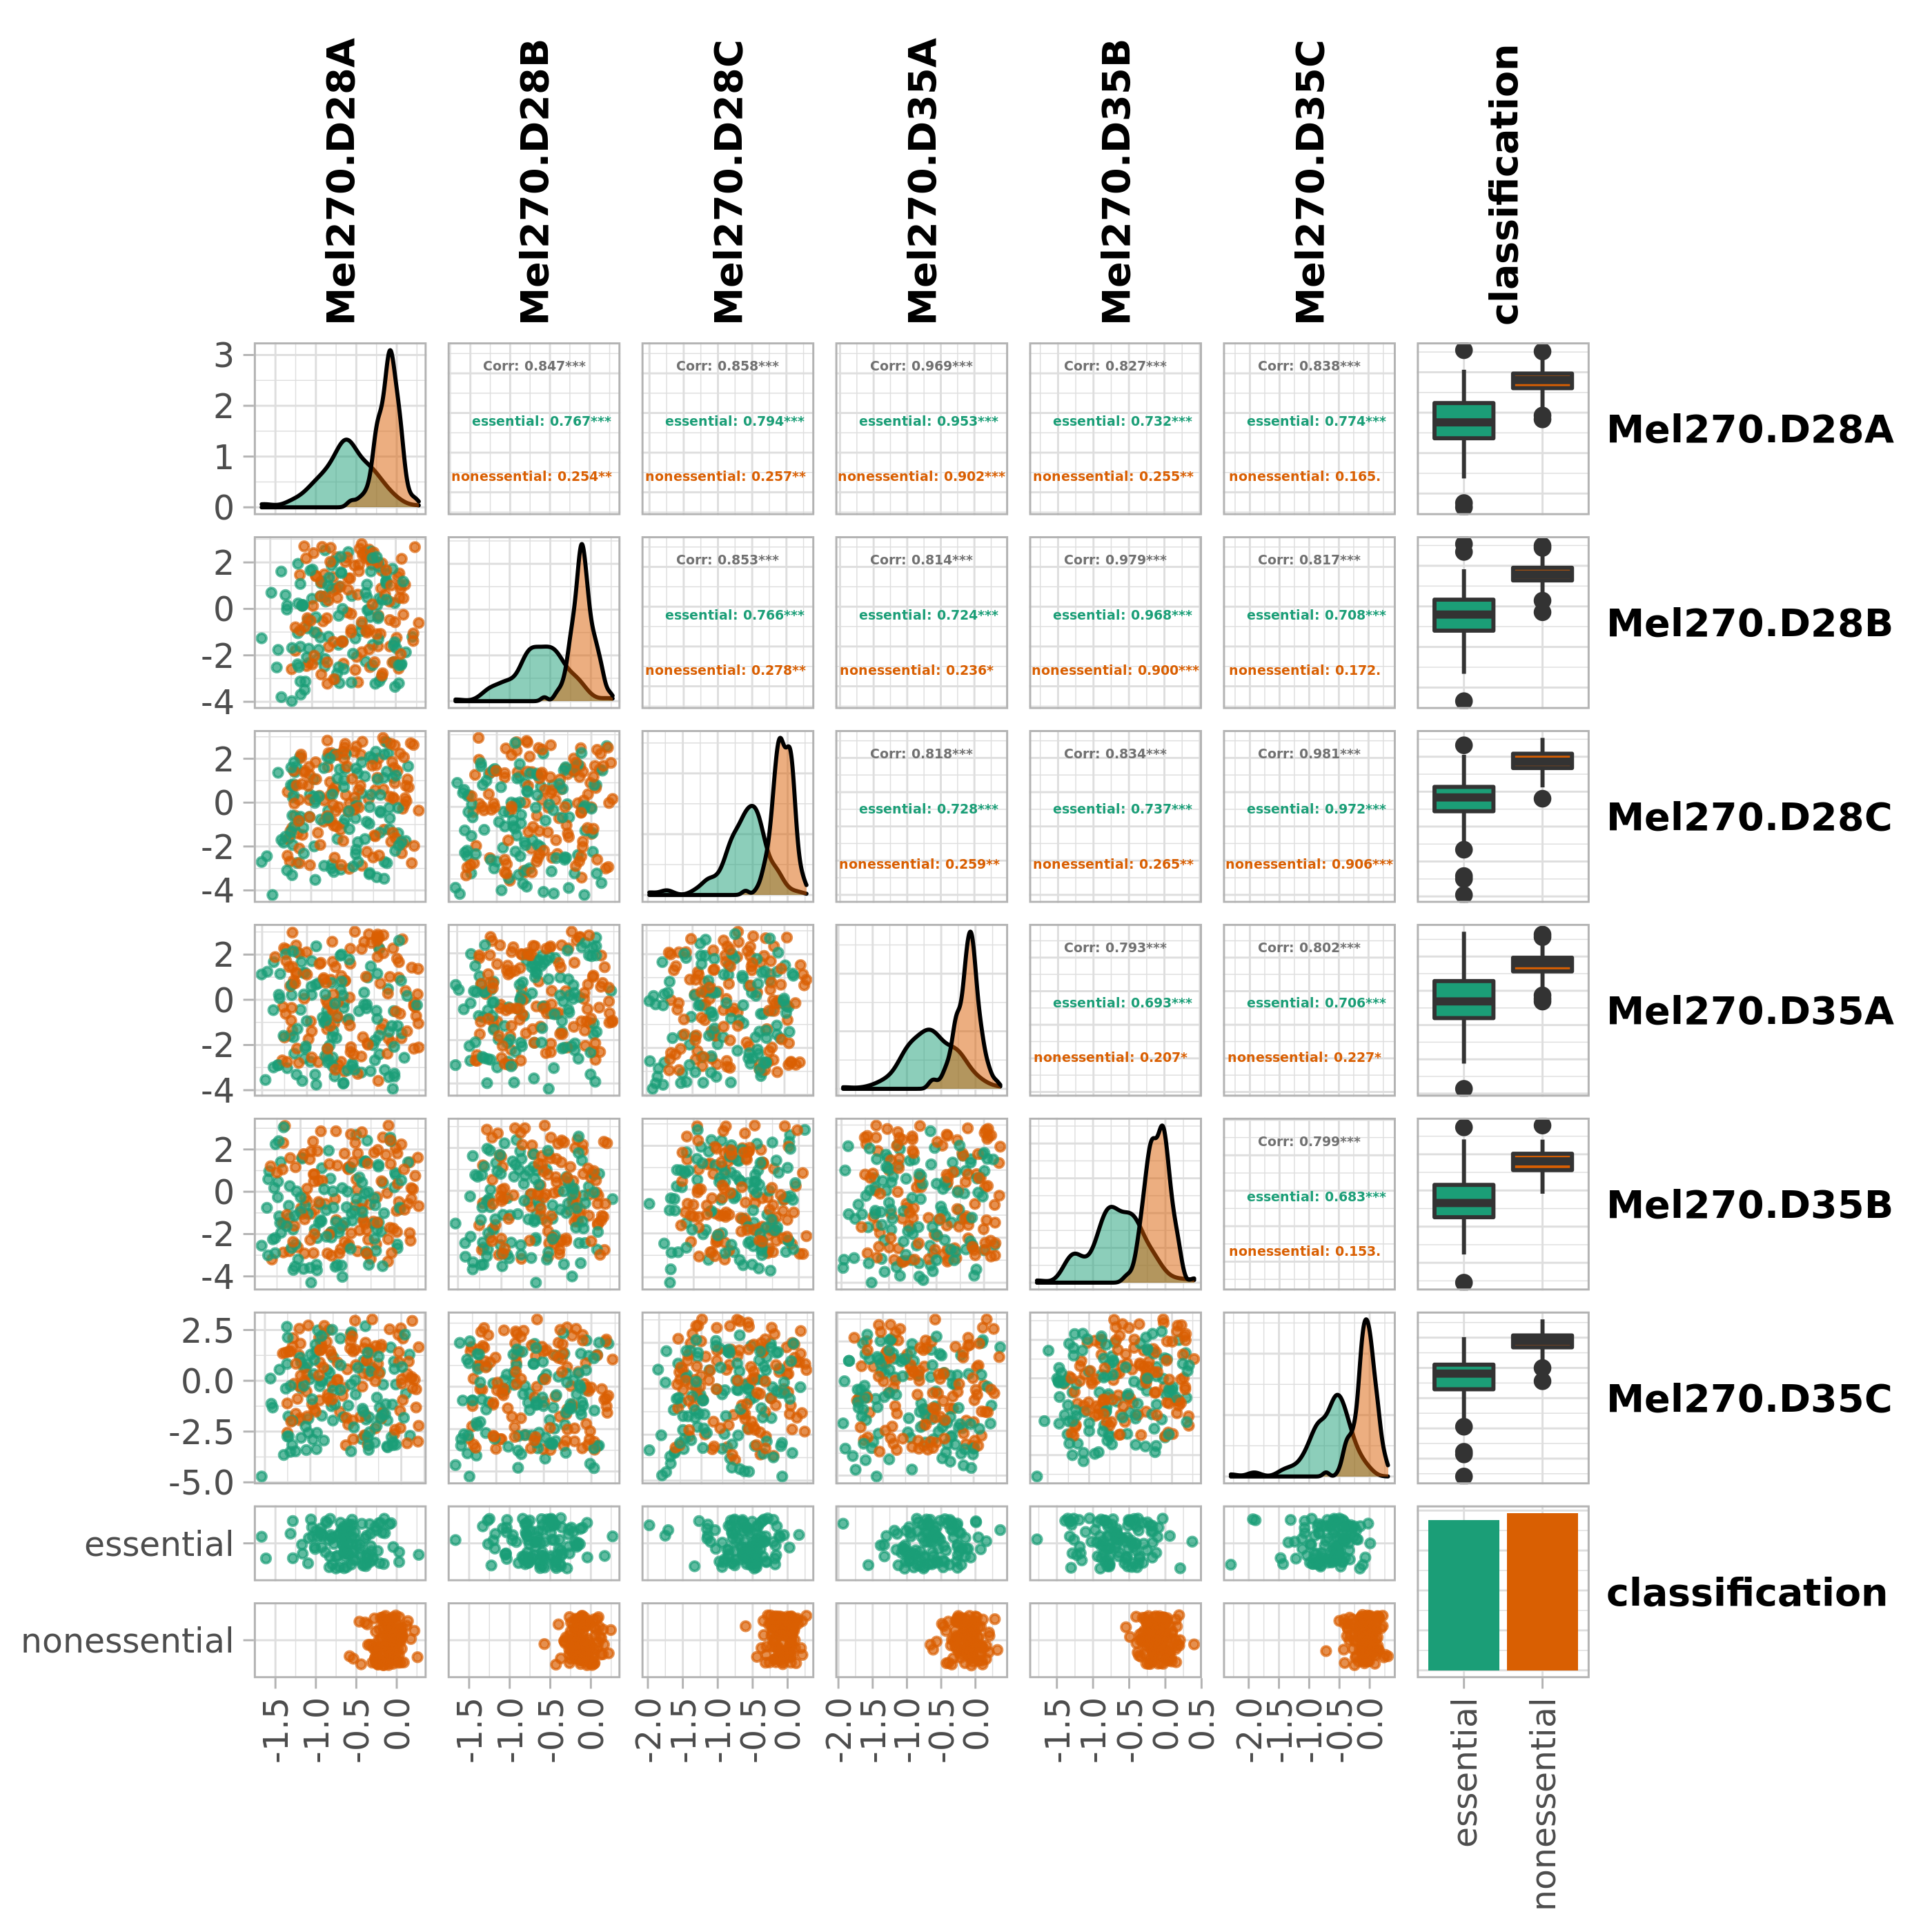 Mel270.D28A
Mel270.D28B
Mel270.D28C
Mel270.D35A
Mel270.D35B
Mel270.D35C
classification
3
2
1
0
Corr: 0.847***
essential: 0.767***
nonessential: 0.254**
Corr: 0.858***
essential: 0.794***
nonessential: 0.257**
Corr: 0.969***
essential: 0.953***
nonessential: 0.902***
Corr: 0.827***
essential: 0.732***
nonessential: 0.255**
Corr: 0.838***
essential: 0.774***
nonessential: 0.165.
Mel270.D28A
2
0
-2
-4
Corr: 0.853***
essential: 0.766***
nonessential: 0.278**
Corr: 0.814***
essential: 0.724***
nonessential: 0.236*
Corr: 0.979***
essential: 0.968***
nonessential: 0.900***
Corr: 0.817***
essential: 0.708***
nonessential: 0.172.
Mel270.D28B
2
0
-2
-4
Corr: 0.818***
essential: 0.728***
nonessential: 0.259**
Corr: 0.834***
essential: 0.737***
nonessential: 0.265**
Corr: 0.981***
essential: 0.972***
nonessential: 0.906***
Mel270.D28C
2
0
-2
-4
Corr: 0.793***
essential: 0.693***
nonessential: 0.207*
Corr: 0.802***
essential: 0.706***
nonessential: 0.227*
Mel270.D35A
2
0
-2
-4
Corr: 0.799***
essential: 0.683***
nonessential: 0.153.
Mel270.D35B
2.5
0.0
-2.5
-5.0
Mel270.D35C
essential
nonessential
classification
-1.5
-1.0
-0.5
0.0
-1.5
-1.0
-0.5
0.0
-2.0
-1.5
-1.0
-0.5
0.0
-2.0
-1.5
-1.0
-0.5
0.0
-1.5
-1.0
-0.5
0.0
0.5
-2.0
-1.5
-1.0
-0.5
0.0
essential
nonessential